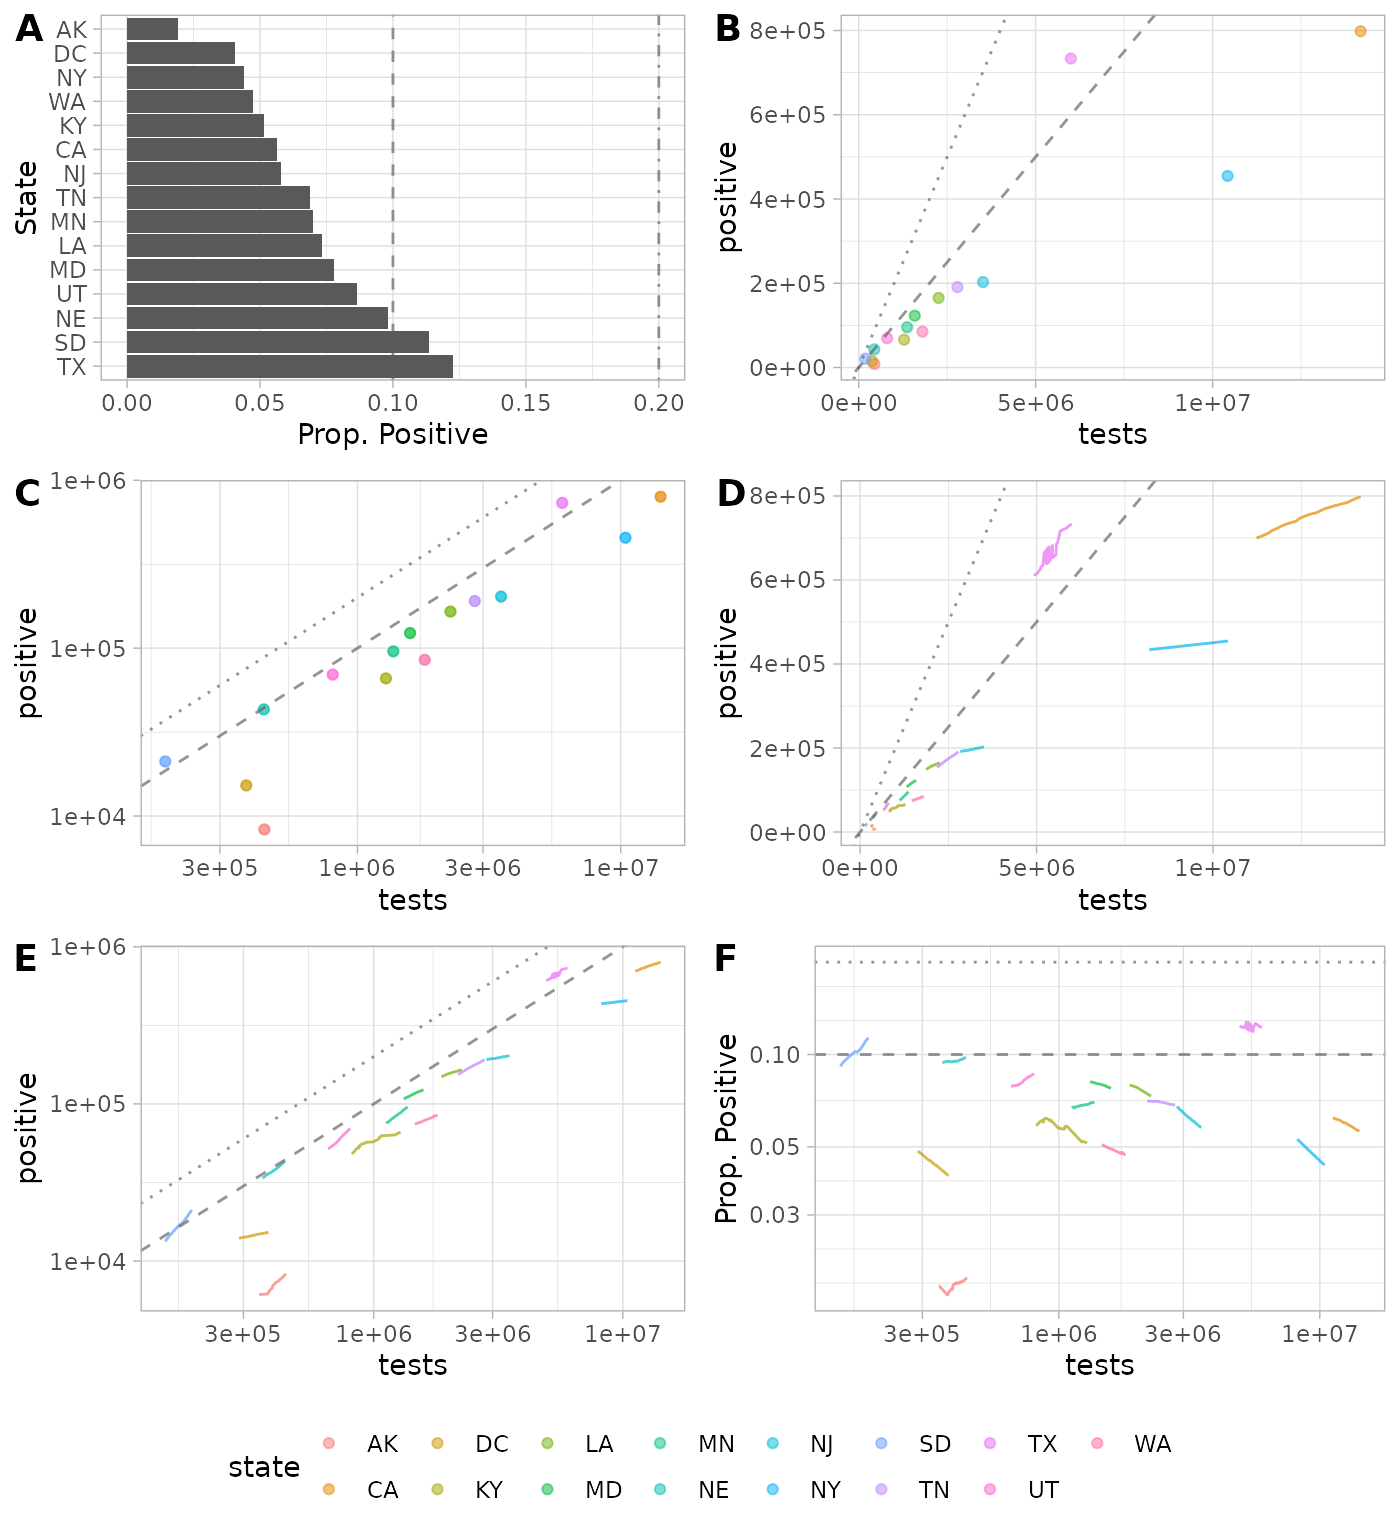 A
State
AK
DC
NY
WA
KY
CA
NJ
TN
MN
LA
MD
UT
NE
SD
TX
0.00 0.05 0.10 0.15 0.20
Prop. Positive
B
positive
8e+05
6e+05
4e+05
2e+05
0e+00
0e+00 5e+06 1e+07
tests
C
positive
1e+06
1e+05
1e+04
3e+05 1e+06 3e+06 1e+07
tests
D
positive
8e+05
6e+05
4e+05
2e+05
0e+00
0e+00 5e+06 1e+07
tests
E
positive
1e+06
1e+05
1e+04
3e+05 1e+06 3e+06 1e+07
tests
F
Prop. Positive
0.10
0.05
0.03
3e+05 1e+06 3e+06 1e+07
tests
state
AK DC LA MN NJ SD TX WA
CA KY MD NE NY TN UT